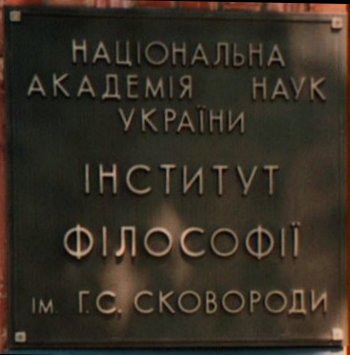 НАЦІОНАЛЬНА
АКАДЕМІЯ НАУК
УКРАЇНИ
ІНСТИТУТ
ФІЛОСОФІЇ
ІМ. Г.С. СКОВОРОДИ